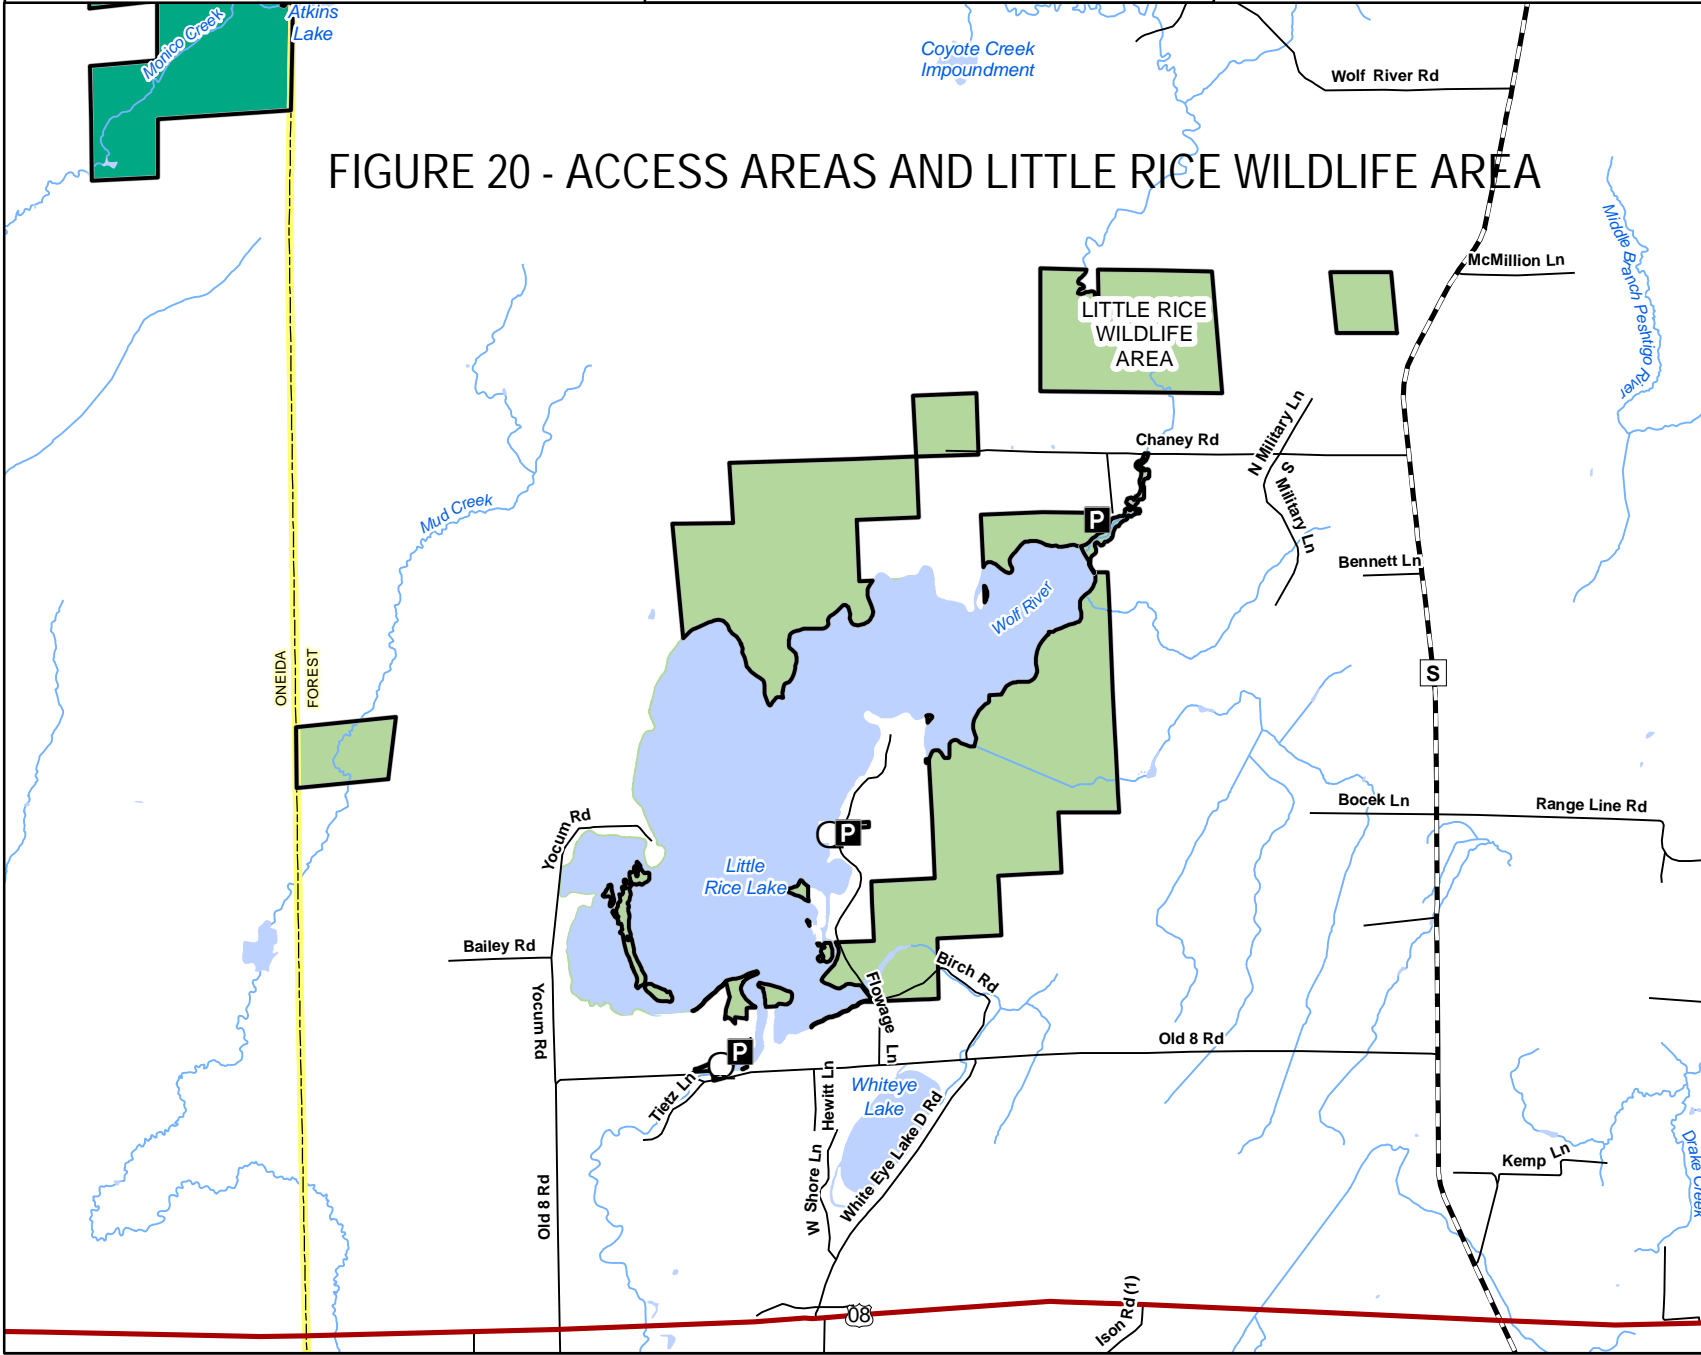 Atkins
Lake
Monico Creek
Coyote Creek
Impoundment
Wolf River Rd
FIGURE 20 - ACCESS AREAS AND LITTLE RICE WILDLIFE AREA
McMillion Ln
Middle Branch Peshtigo River
LITTLE RICE
WILDLIFE
AREA
N Military Ln
Chaney Rd
S Military Ln
Mud Creek
P
Bennett Ln
Wolf River
ONEIDA
FOREST
S
Bocek Ln
Range Line Rd
Yocum Rd
P
Little
Rice Lake
Bailey Rd
Birch Rd
Flowage Ln
Yocum Rd
Old 8 Rd
P
Tietz Ln
Hewitt Ln
Whiteye
Lake
White Eye Lake D Rd
W Shore Ln
Old 8 Rd
Kemp Ln
Drake Creek
08
Ison Rd (1)